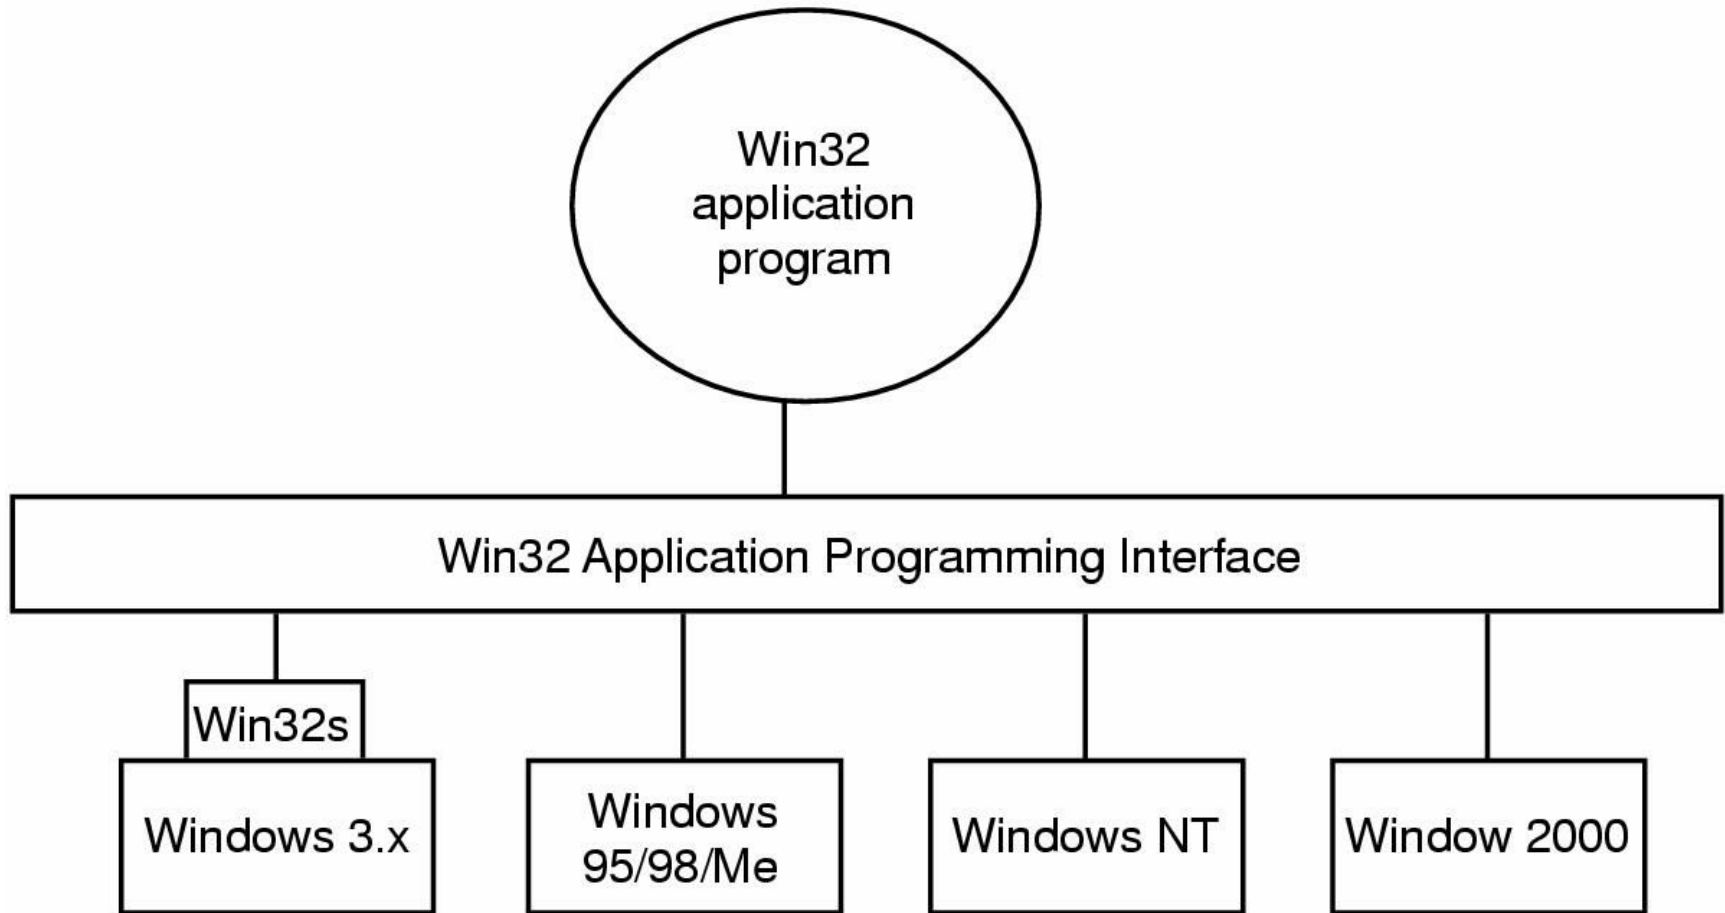 Win32
application
program
Win32 Application Programming Interface
Win32s
Windows 3.x
Windows
95/98/Me
Windows NT
Window 2000